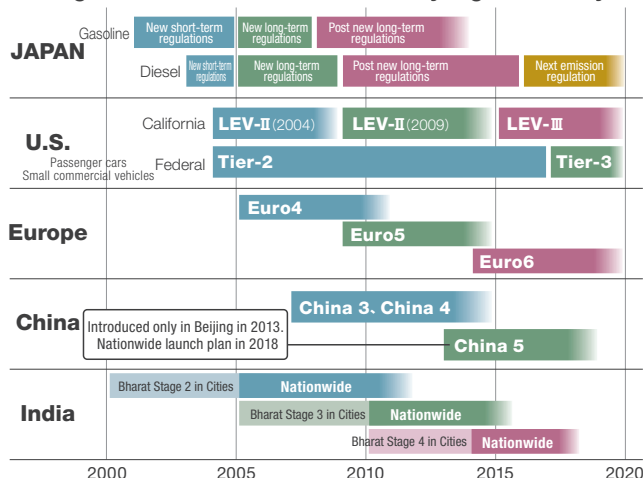 JAPAN
Gasoline
New short-term
regulations
New long-term
regulations
Post new long-term
regulations
Diesel
New short-term
regulations
New long-term
regulations
Post new long-term
regulations
Next emission
regulation
U.S.
Passenger cars
Small commercial vehicles
California
LEV-Ⅱ (2004)
LEV-Ⅱ (2009)
LEV-Ⅲ
Federal
Tier-2
Tier-3
Europe
Euro4
Euro5
Euro6
China
China 3、China 4
Introduced only in Beijing in 2013.
Nationwide launch plan in 2018
China 5
India
Bharat Stage 2 in Cities
Nationwide
Bharat Stage 3 in Cities
Nationwide
Bharat Stage 4 in Cities
Nationwide
2000
2005
2010
2015
2020